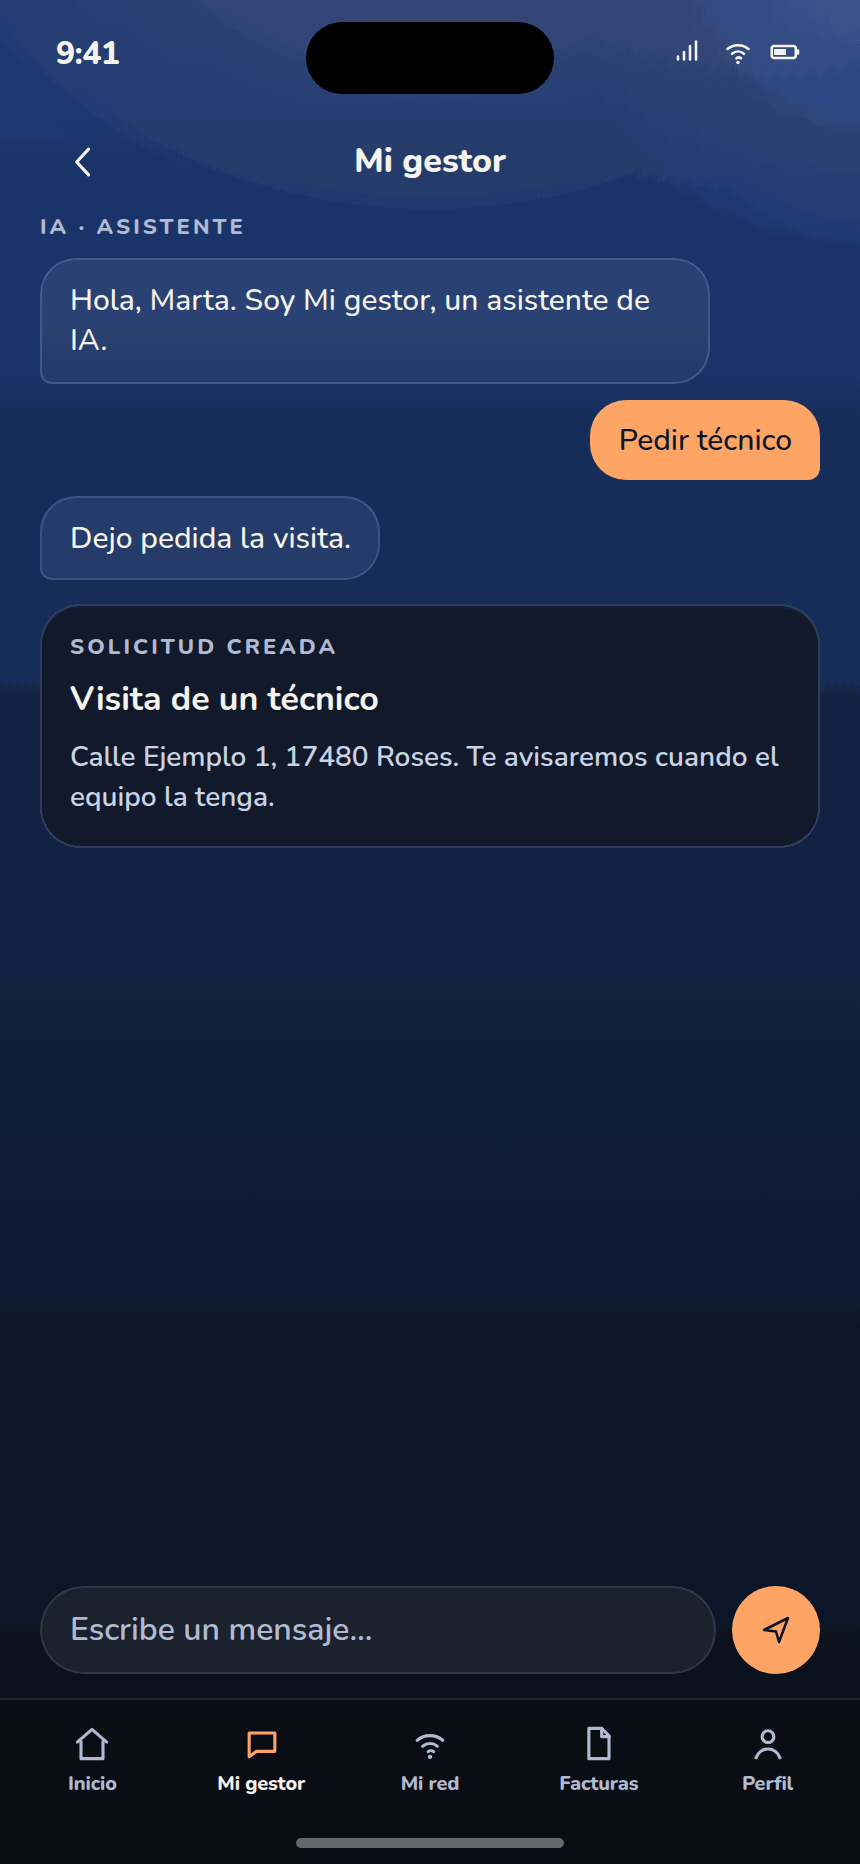 9:41
Mi gestor
IA · ASISTENTE
Hola, Marta. Soy Mi gestor, un asistente de
IA.
Pedir técnico
Dejo pedida la visita.
SOLICITUD CREADA
Visita de un técnico
Calle Ejemplo 1, 17480 Roses. Te avisaremos cuando el
equipo la tenga.
Escribe un mensaje...
Inicio
Mi gestor
Mi red
Facturas
Perfil